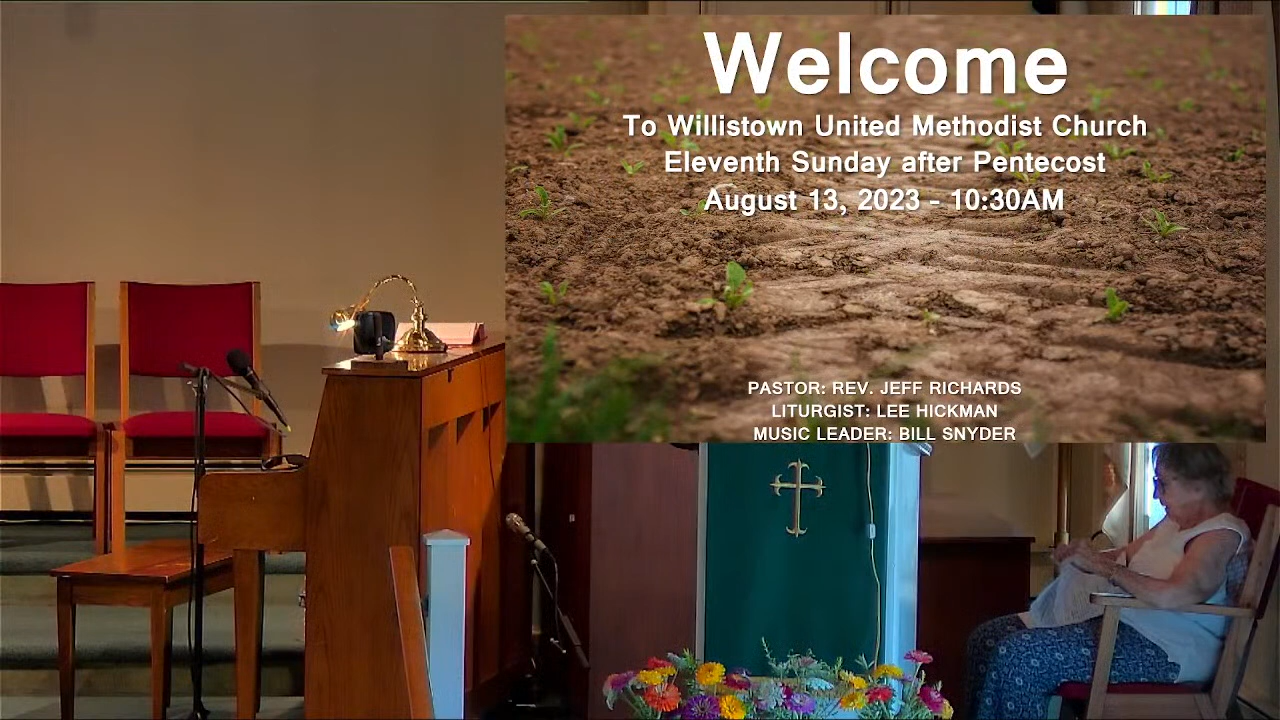 Welcome
To Willistown United Methodist Church
Eleventh Sunday after Pentecost
August 13, 2023 - 10:30AM
PASTOR: REV. JEFF RICHARDS
LITURGIST: LEE HICKMAN
MUSIC LEADER: BILL SNYDER